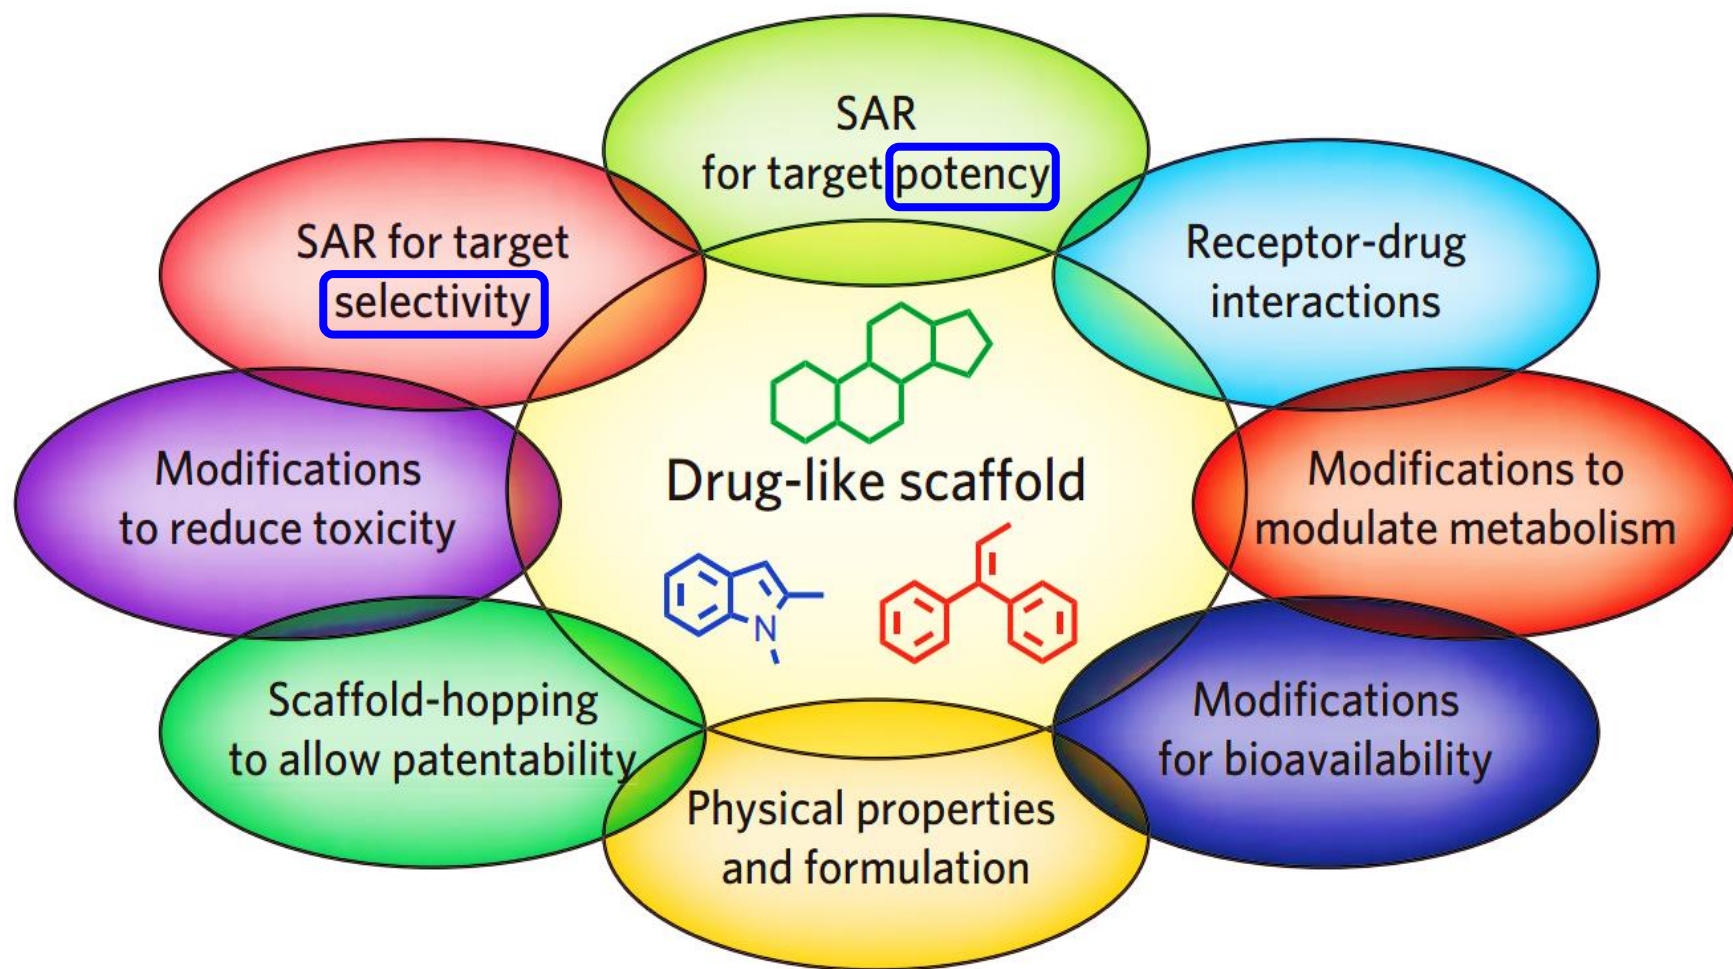 SAR
for target potency
SAR for target
selectivity
Receptor-drug
interactions
Modifications
to reduce toxicity
Drug-like scaffold
Modifications to
modulate metabolism
N
Scaffold-hopping
to allow patentability
Modifications
for bioavailability
Physical properties
and formulation